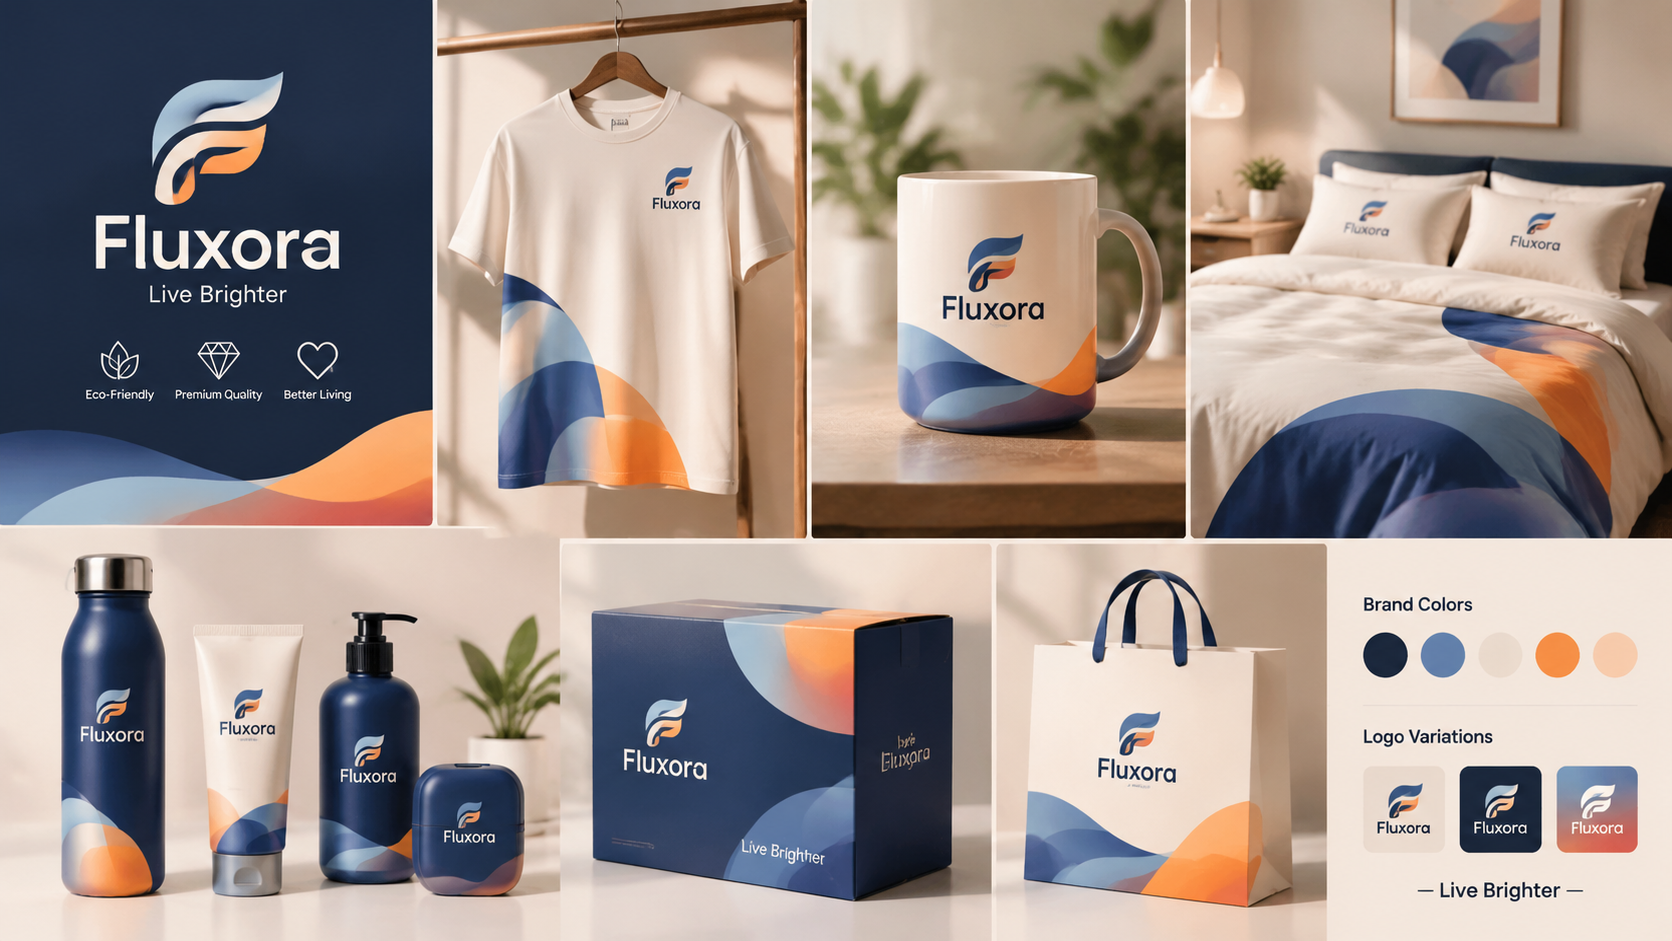 Fluxora
Live Brighter
Eco-Friendly
Premium Quality
Better Living
Fluxora
Fluxora
Fluxora
Fluxora
Fluxora
Fluxora
Fluxora
Fluxora
Fluxora
Live Brighter
Fluxora
Fluxora
Brand Colors
Logo Variations
Fluxora
Fluxora
Fluxora
— Live Brighter —